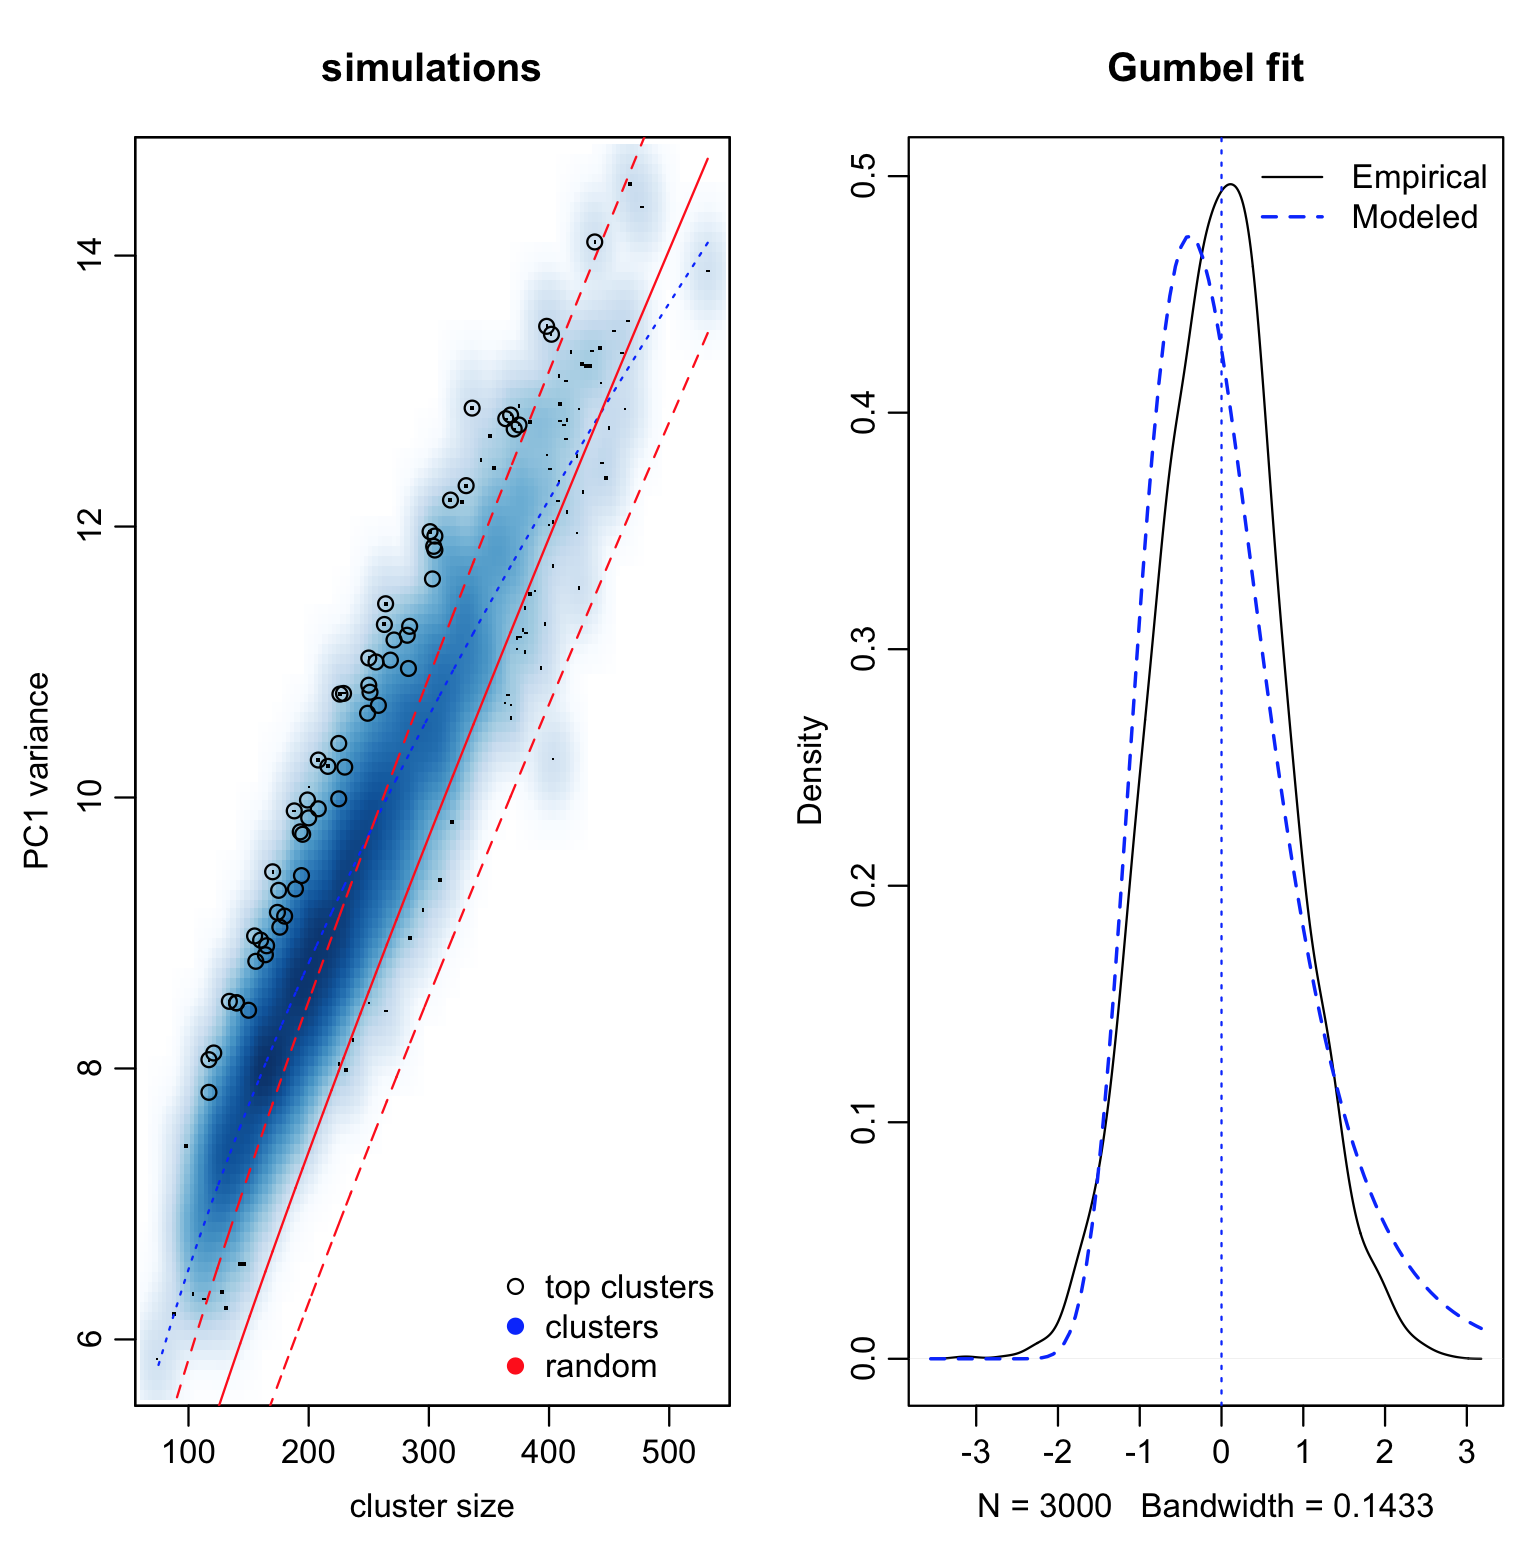 simulations
PC1 variance
14
12
10
8
6
top clusters
clusters
random
100 200 300 400 500
cluster size
Gumbel fit
Density
0.5
0.4
0.3
0.2
0.1
0.0
Empirical
Modeled
-3 -2 -1 0 1 2 3
N = 3000 Bandwidth = 0.1433